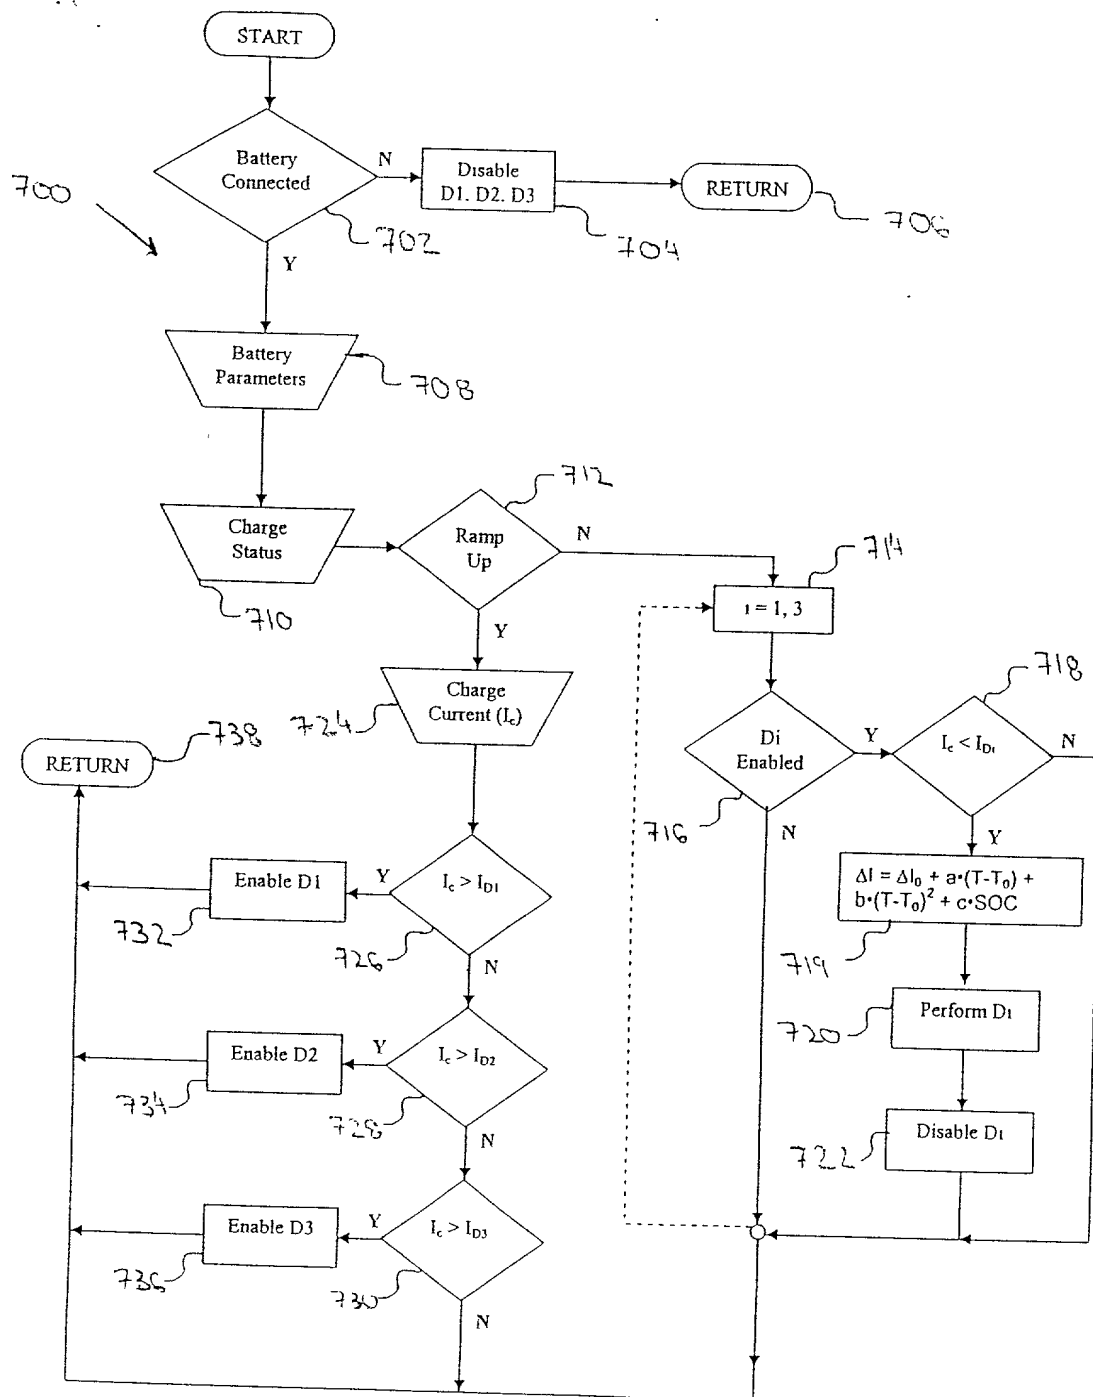 START
Battery
Connected
N
Disable
D1. D2. D3
RETURN
700
702
704
706
Y
Battery
Parameters
708
712
Charge
Status
Ramp
Up
N
714
710
ı = 1, 3
Y
718
Charge
Current (Ic)
724
738
RETURN
Di
Enabled
Y
Ic < IDı
N
716
N
Y
Enable D1
Y
Ic > ID1
ΔI = ΔI0 + a•(T-T0) +
b•(T-T0)² + c•SOC
732
726
N
719
Perform Dı
720
Enable D2
Y
Ic > ID2
734
728
N
Disable Dı
722
Enable D3
Y
Ic > ID3
736
730
N